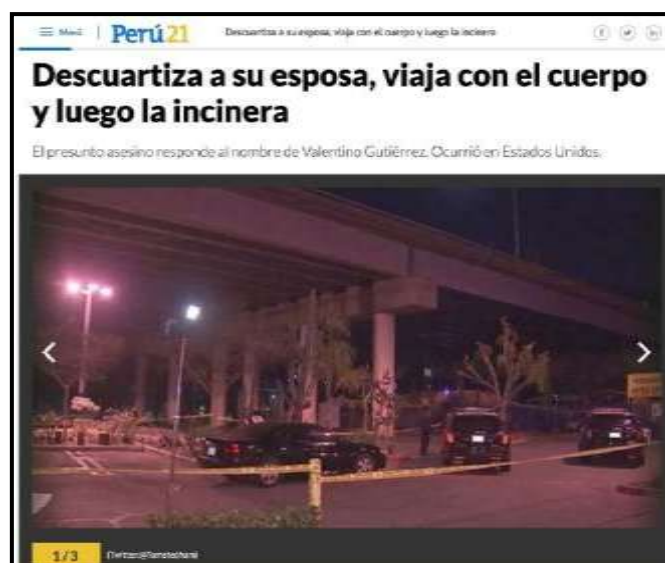 Menú
Perú21
Descuartiza a su esposa, viaja con el cuerpo y luego la incinera
Descuartiza a su esposa, viaja con el cuerpo
y luego la incinera
El presunto asesino responde al nombre de Valentino Gutiérrez. Ocurrió en Estados Unidos.
1/3